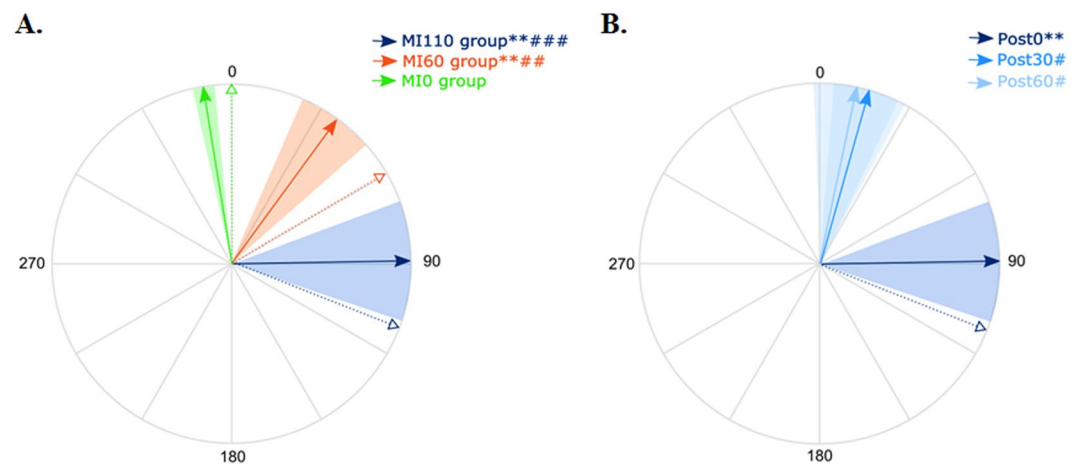 A.
MI110 group**###
MI60 group**##
MI0 group
0
90
180
270
B.
Post0**
Post30#
Post60#
0
90
180
270